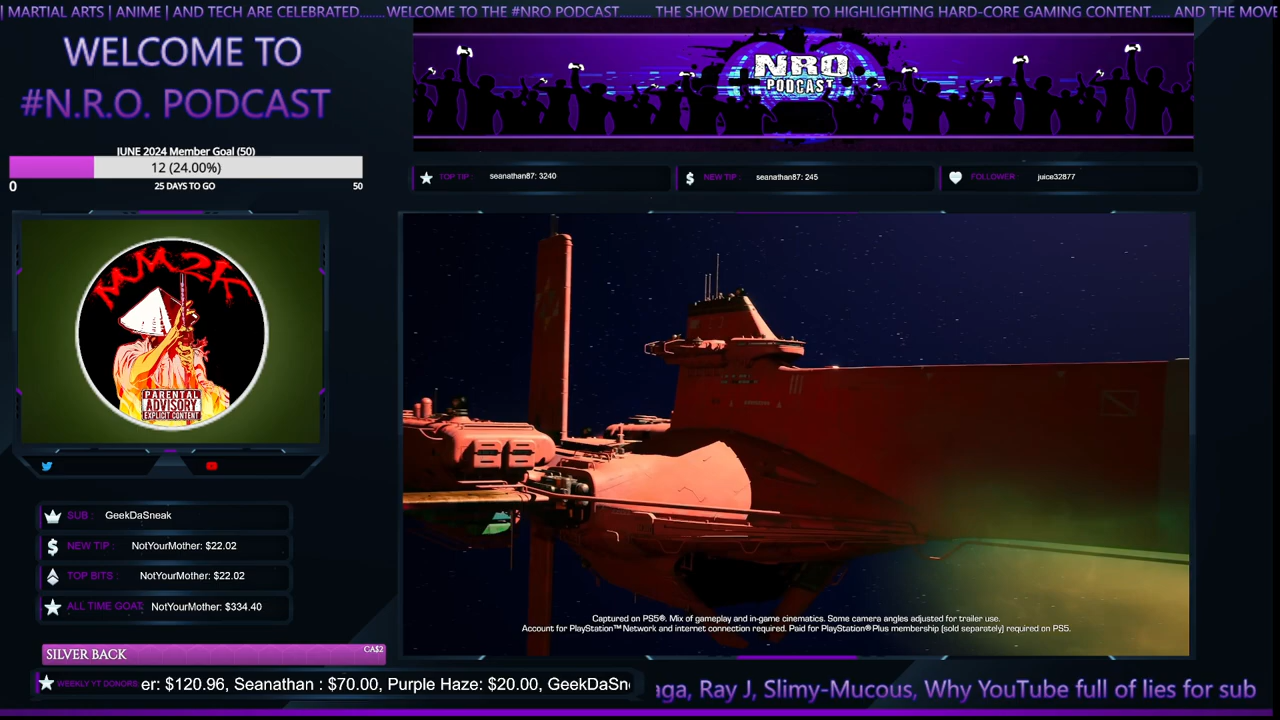 | MARTIAL ARTS | ANIME | AND TECH ARE CELEBRATED....... WELCOME TO THE #NRO PODCAST......... THE SHOW DEDICATED TO HIGHLIGHTING HARD-CORE GAMING CONTENT..... AND THE MOVE
WELCOME TO
#N.R.O. PODCAST
NRO
PODCAST
JUNE 2024 Member Goal (50)
12 (24.00%)
0 25 DAYS TO GO 50
TOP TIP : seanathan87: 3240
NEW TIP : seanathan87: 245
FOLLOWER : juice32877
MM2K
PARENTAL
ADVISORY
EXPLICIT CONTENT
SUB : GeekDaSneak
NEW TIP : NotYourMother: $22.02
TOP BITS : NotYourMother: $22.02
ALL TIME GOAT: NotYourMother: $334.40
Captured on PS5®. Mix of gameplay and in-game cinematics. Some camera angles adjusted for trailer use.
Account for PlayStation™Network and internet connection required. Paid for PlayStation®Plus membership (sold separately) required on PS5.
SILVER BACK CA$2
WEEKLY YT DONORS: er: $120.96, Seanathan : $70.00, Purple Haze: $20.00, GeekDaSn
aga, Ray J, Slimy-Mucous, Why YouTube full of lies for sub